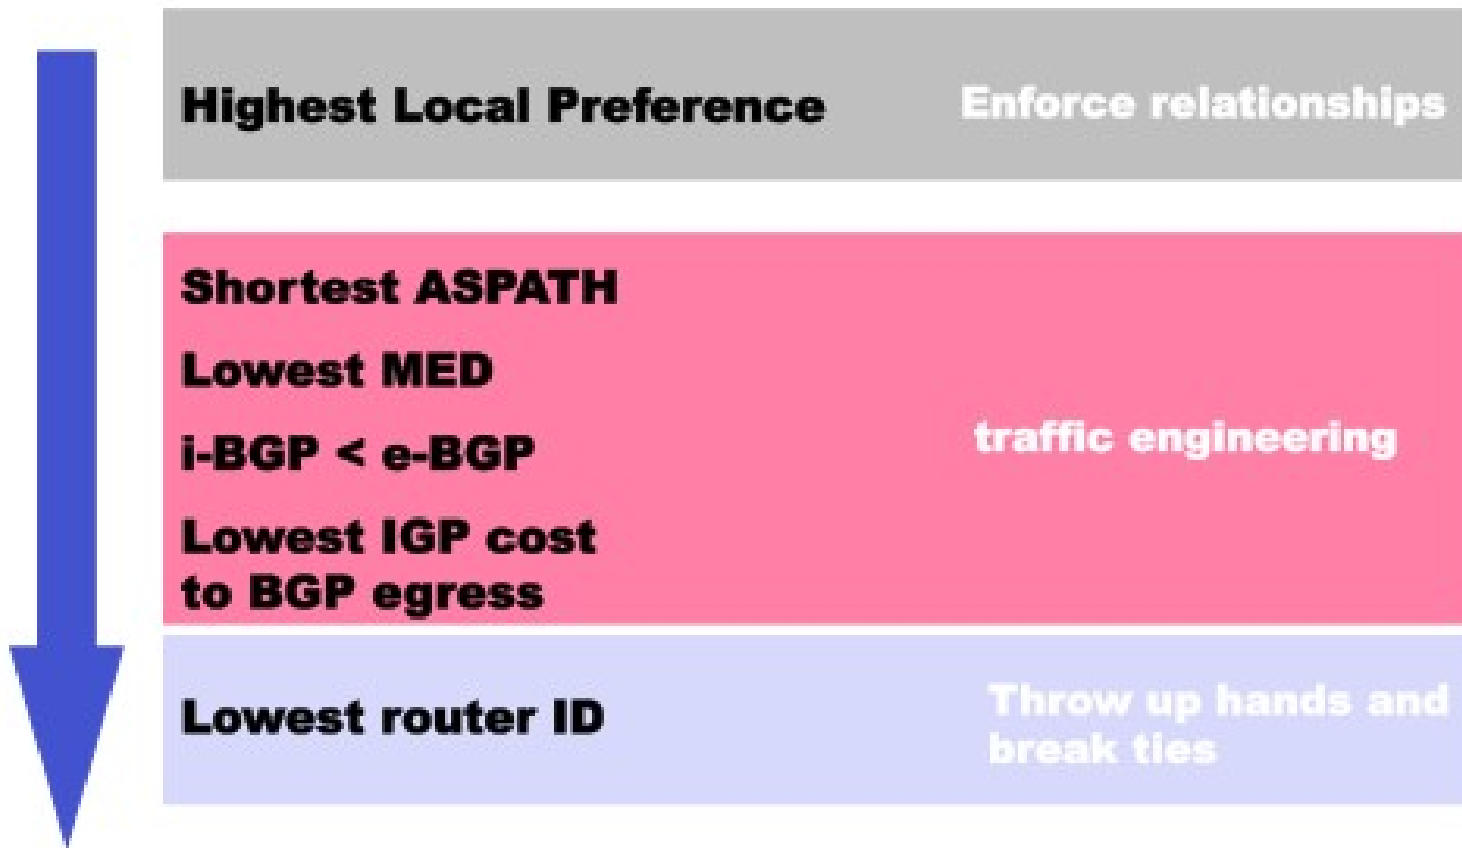 Highest Local Preference
Enforce relationships
Shortest ASPATH
Lowest MED
i-BGP < e-BGP
traffic engineering
Lowest IGP cost
to BGP egress
Lowest router ID
Throw up hands and
break ties